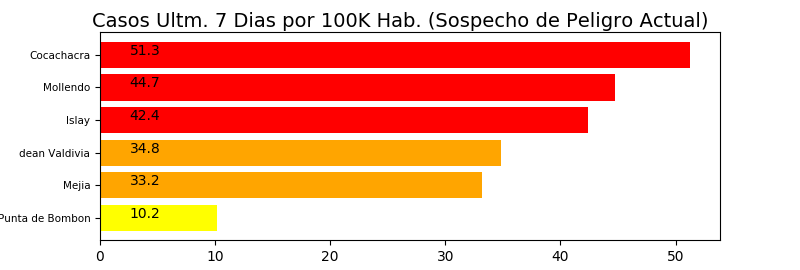 Casos Ultm. 7 Dias por 100K Hab. (Sospecho de Peligro Actual)
Cocachacra 51.3
Mollendo 44.7
Islay 42.4
dean Valdivia 34.8
Mejia 33.2
Punta de Bombon 10.2
0 10 20 30 40 50